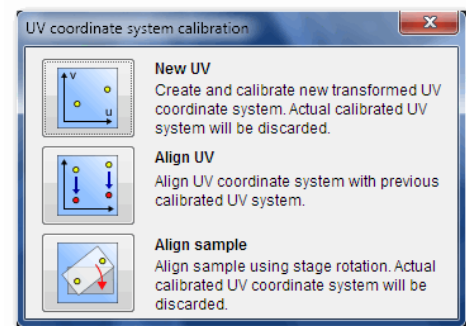 UV coordinate system calibration
New UV
Create and calibrate new transformed UV
coordinate system. Actual calibrated UV
system will be discarded.
v
u
Align UV
Align UV coordinate system with previous
calibrated UV system.
Align sample
Align sample using stage rotation. Actual
calibrated UV coordinate system will be
discarded.